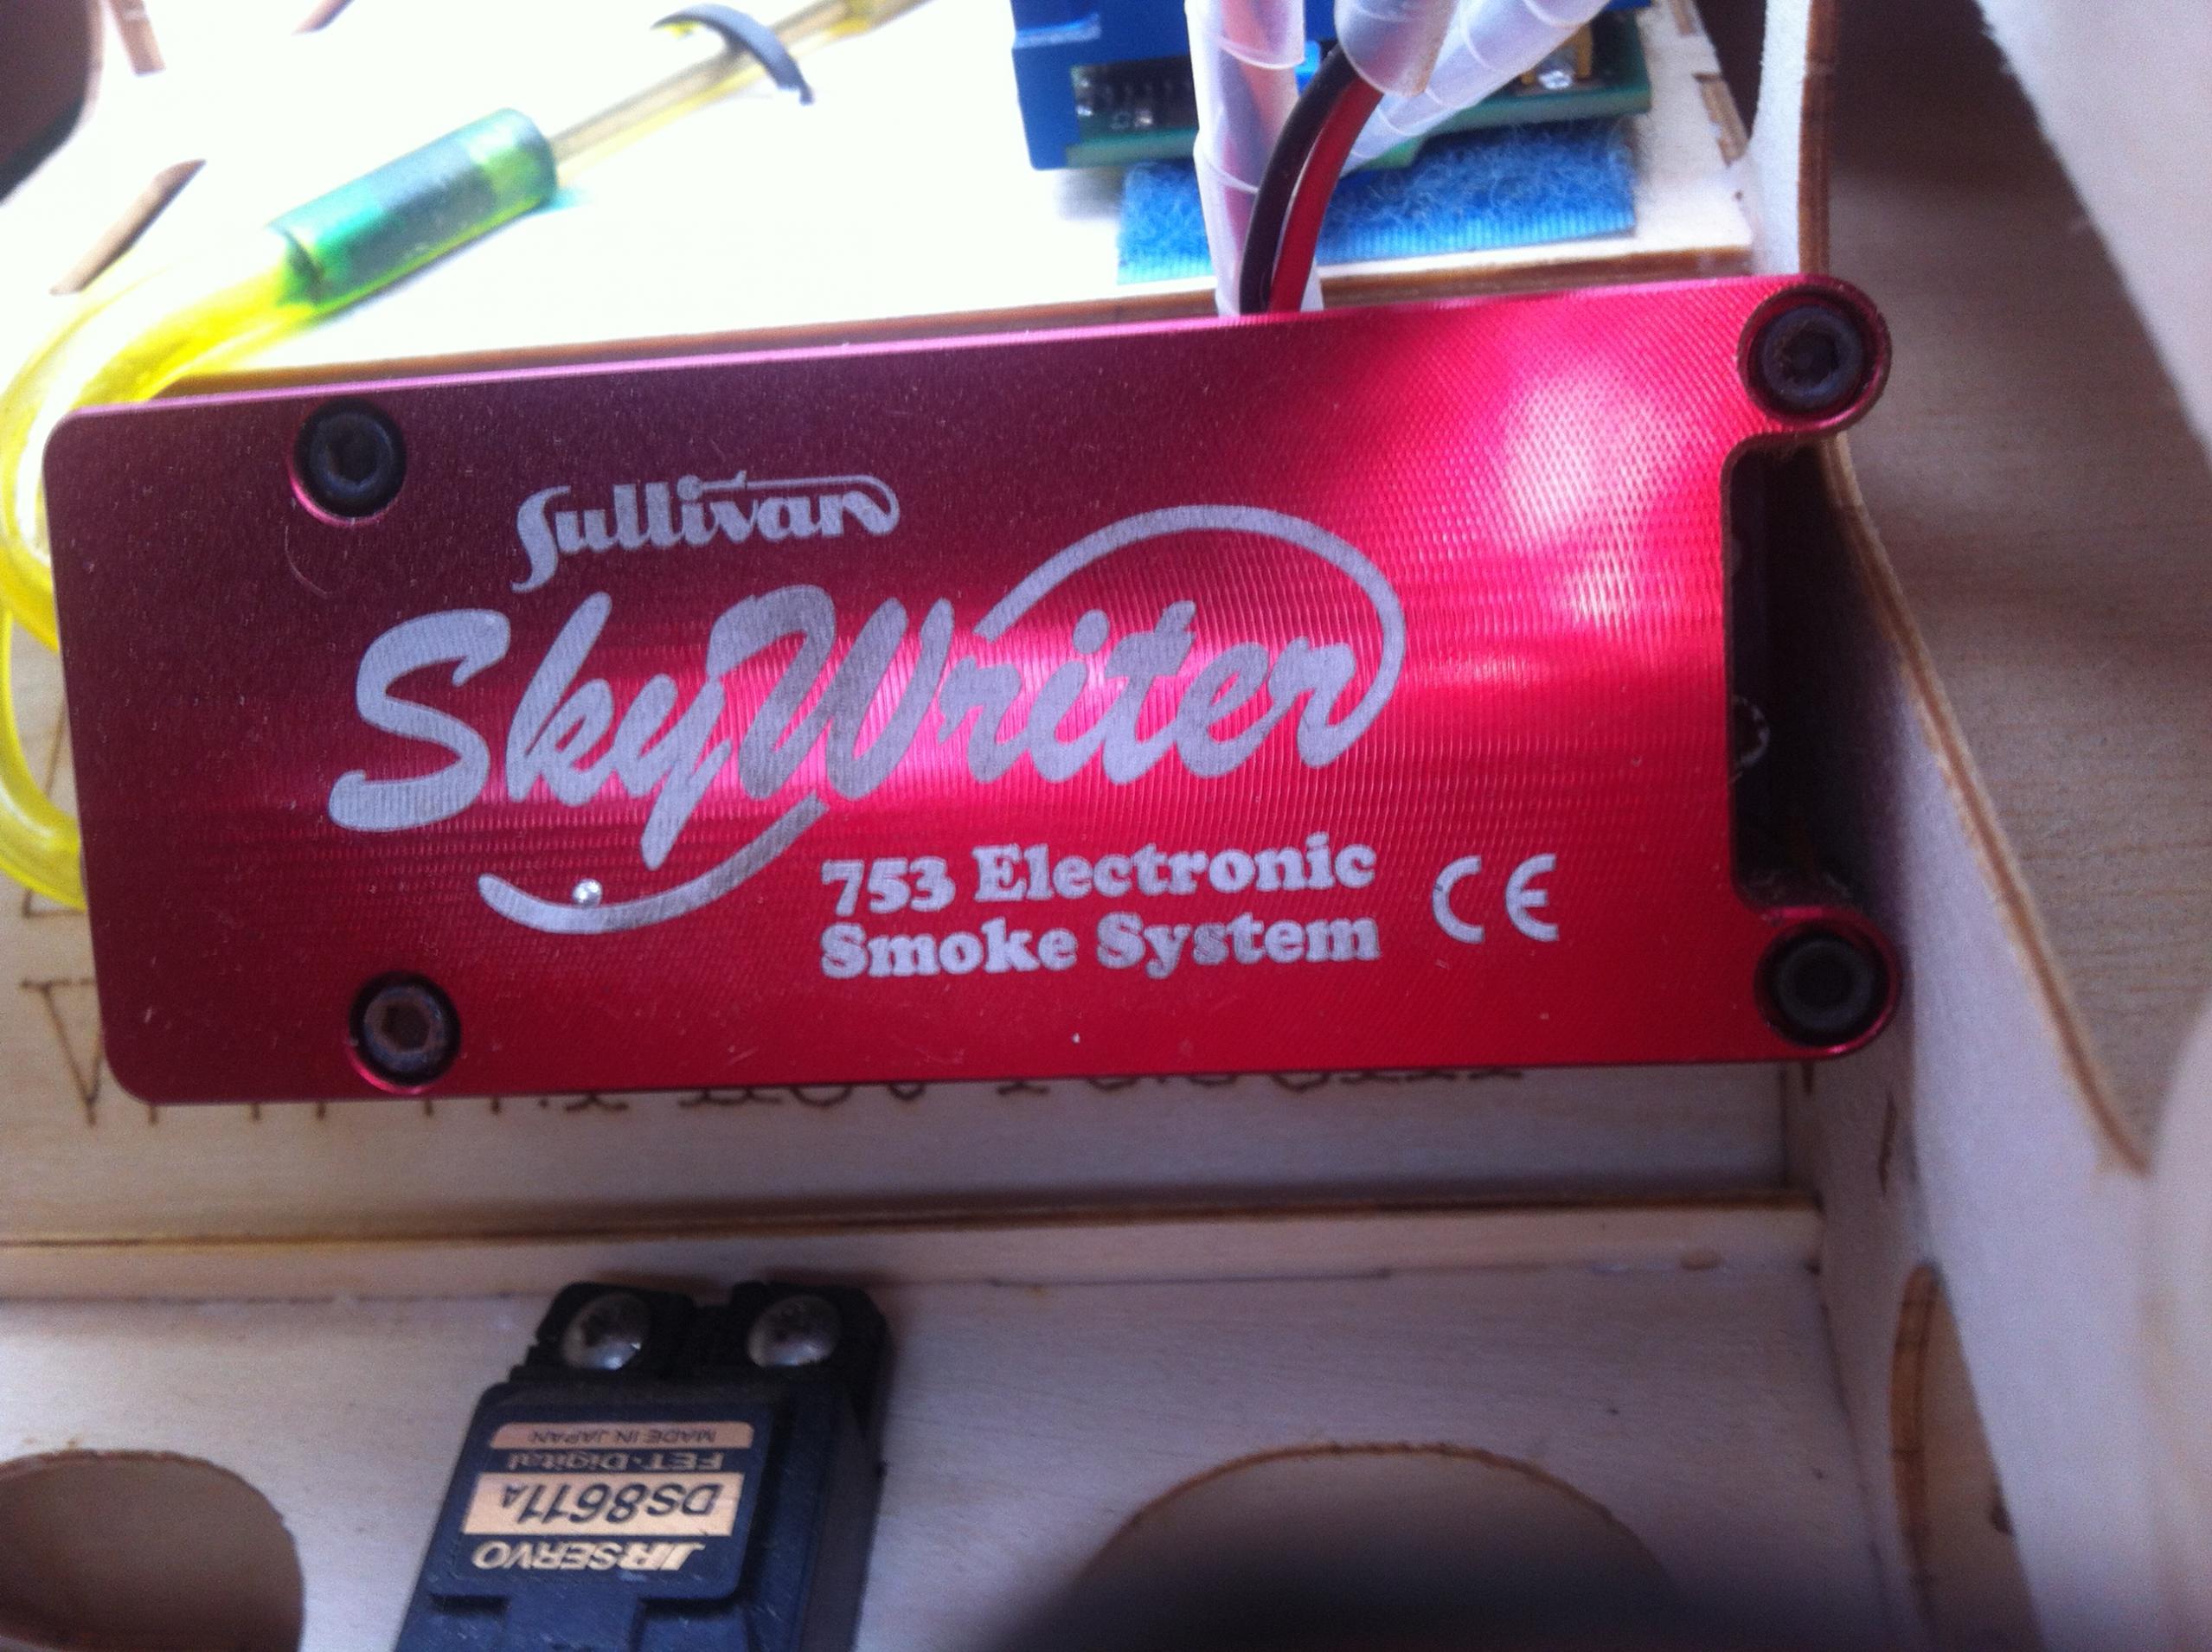 Sullivan
SkyWriter
753 Electronic
Smoke System
CE
JR SERVO
DS8611A
FET·Digital
MADE IN JAPAN